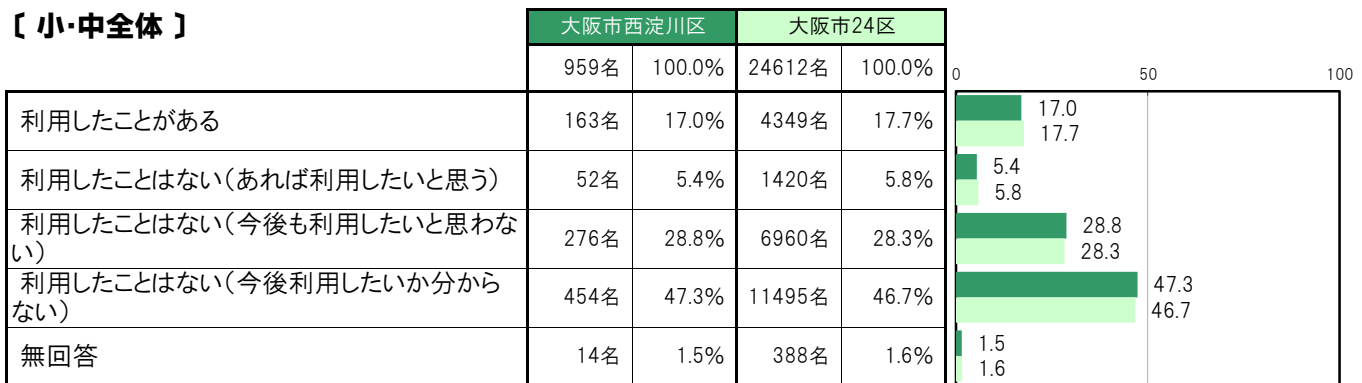 〔 小・中全体 〕
大阪市西淀川区 大阪市24区
959名 100.0% 24612名 100.0%
0 50 100
利用したことがある 163名 17.0% 4349名 17.7% 17.0
17.7
利用したことはない（あれば利用したいと思う） 52名 5.4% 1420名 5.8% 5.4
5.8
利用したことはない（今後も利用したいと思わな
い） 276名 28.8% 6960名 28.3% 28.8
28.3
利用したことはない（今後利用したいか分から
ない） 454名 47.3% 11495名 46.7% 47.3
46.7
無回答 14名 1.5% 388名 1.6% 1.5
1.6